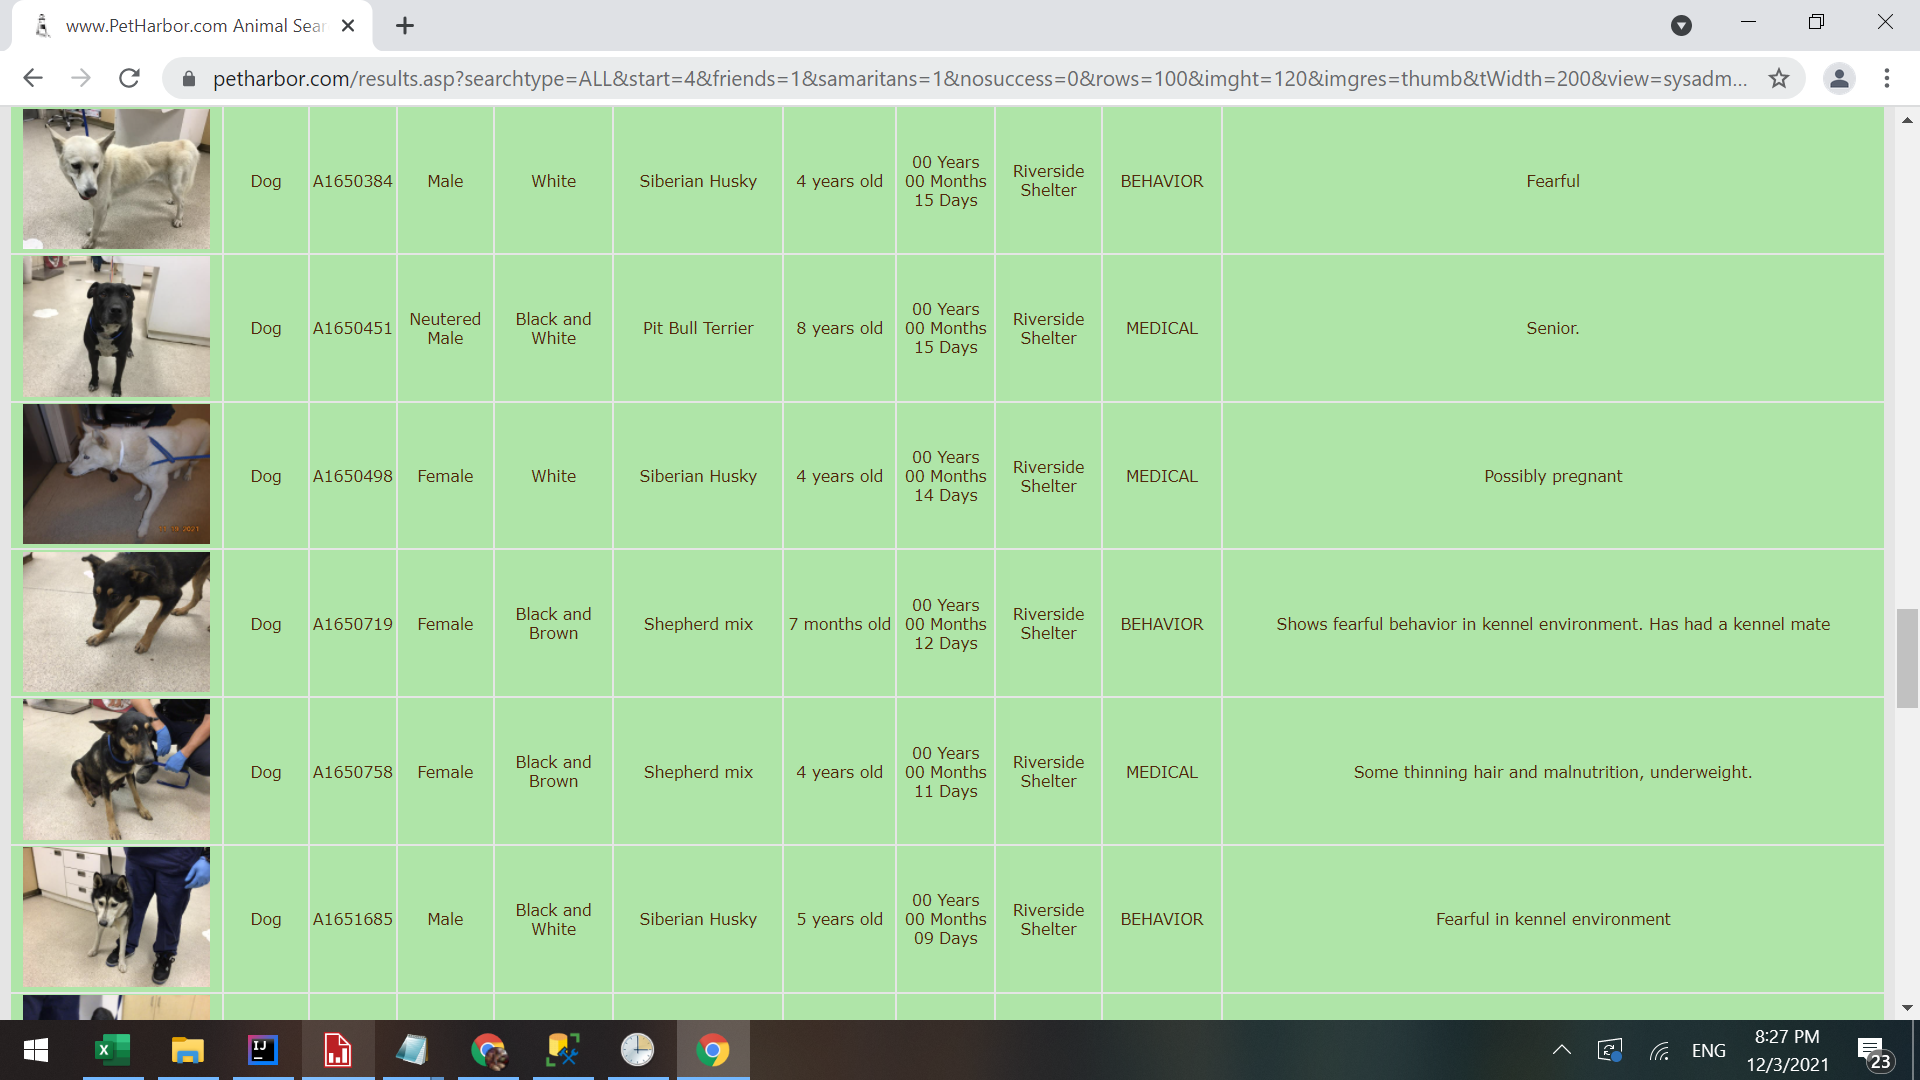 www.PetHarbor.com Animal Sear
petharbor.com/results.asp?searchtype=ALL&start=4&friends=1&samaritans=1&nosuccess=0&rows=100&imght=120&imgres=thumb&tWidth=200&view=sysadm...
Dog
A1650384
Male
White
Siberian Husky
4 years old
00 Years
00 Months
15 Days
Riverside
Shelter
BEHAVIOR
Fearful
Dog
A1650451
Neutered
Male
Black and
White
Pit Bull Terrier
8 years old
00 Years
00 Months
15 Days
Riverside
Shelter
MEDICAL
Senior.
Dog
A1650498
Female
White
Siberian Husky
4 years old
00 Years
00 Months
14 Days
Riverside
Shelter
MEDICAL
Possibly pregnant
Dog
A1650719
Female
Black and
Brown
Shepherd mix
7 months old
00 Years
00 Months
12 Days
Riverside
Shelter
BEHAVIOR
Shows fearful behavior in kennel environment. Has had a kennel mate
Dog
A1650758
Female
Black and
Brown
Shepherd mix
4 years old
00 Years
00 Months
11 Days
Riverside
Shelter
MEDICAL
Some thinning hair and malnutrition, underweight.
Dog
A1651685
Male
Black and
White
Siberian Husky
5 years old
00 Years
00 Months
09 Days
Riverside
Shelter
BEHAVIOR
Fearful in kennel environment
X
IJ
ENG
8:27 PM
12/3/2021
23